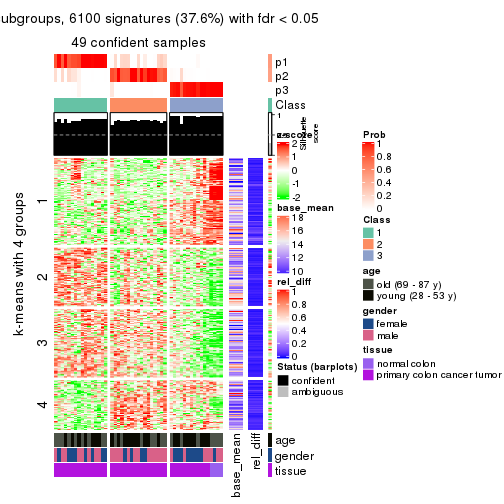 ubgroups, 6100 signatures (37.6%) with fdr < 0.05
49 confident samples
p1
p2
p3
Class
1
Silhouette
score
z-score
2
1
0
-1
-2
base_mean
18
16
14
12
10
rel_diff
1
0.8
0.6
0.4
0.2
0
Status (barplots)
confident
ambiguous
Prob
1
0.8
0.6
0.4
0.2
0
Class
1
2
3
age
old (69 - 87 y)
young (28 - 53 y)
gender
female
male
tissue
normal colon
primary colon cancer tumor
k-means with 4 groups
1
2
3
4
age
gender
tissue
base_mean
rel_diff